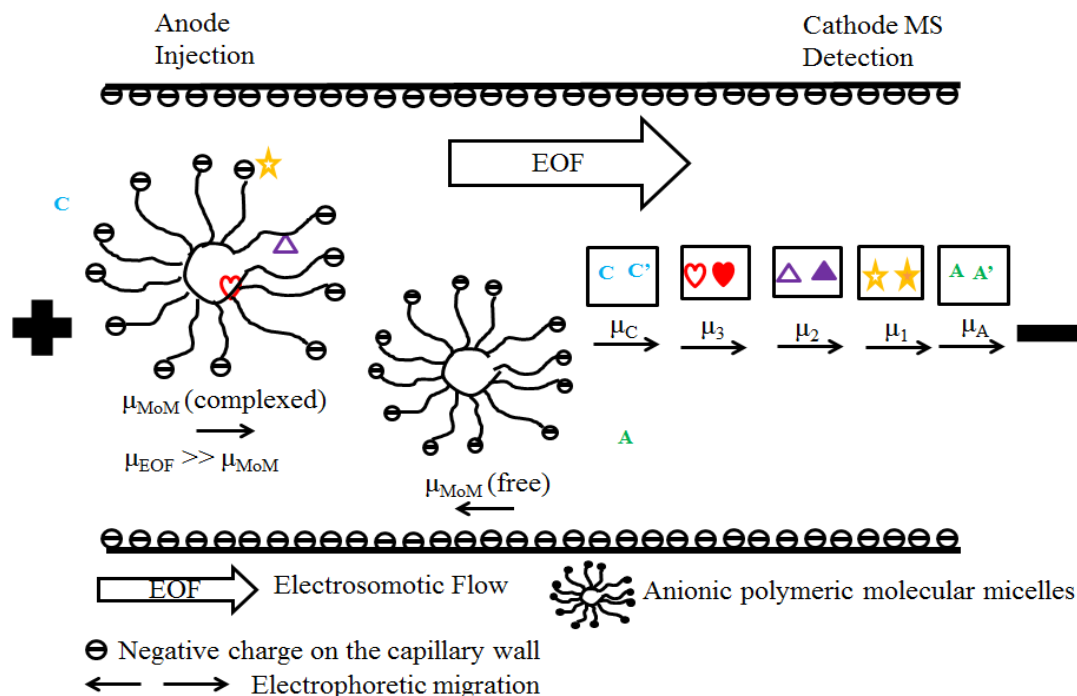 Anode
Injection
Cathode MS
Detection
EOF
C
C C’
A A’
μC
μ3
μ2
μ1
μA
μMoM (complexed)
μEOF >> μMoM
A
μMoM (free)
EOF
Electrosomotic Flow
Anionic polymeric molecular micelles
Negative charge on the capillary wall
Electrophoretic migration